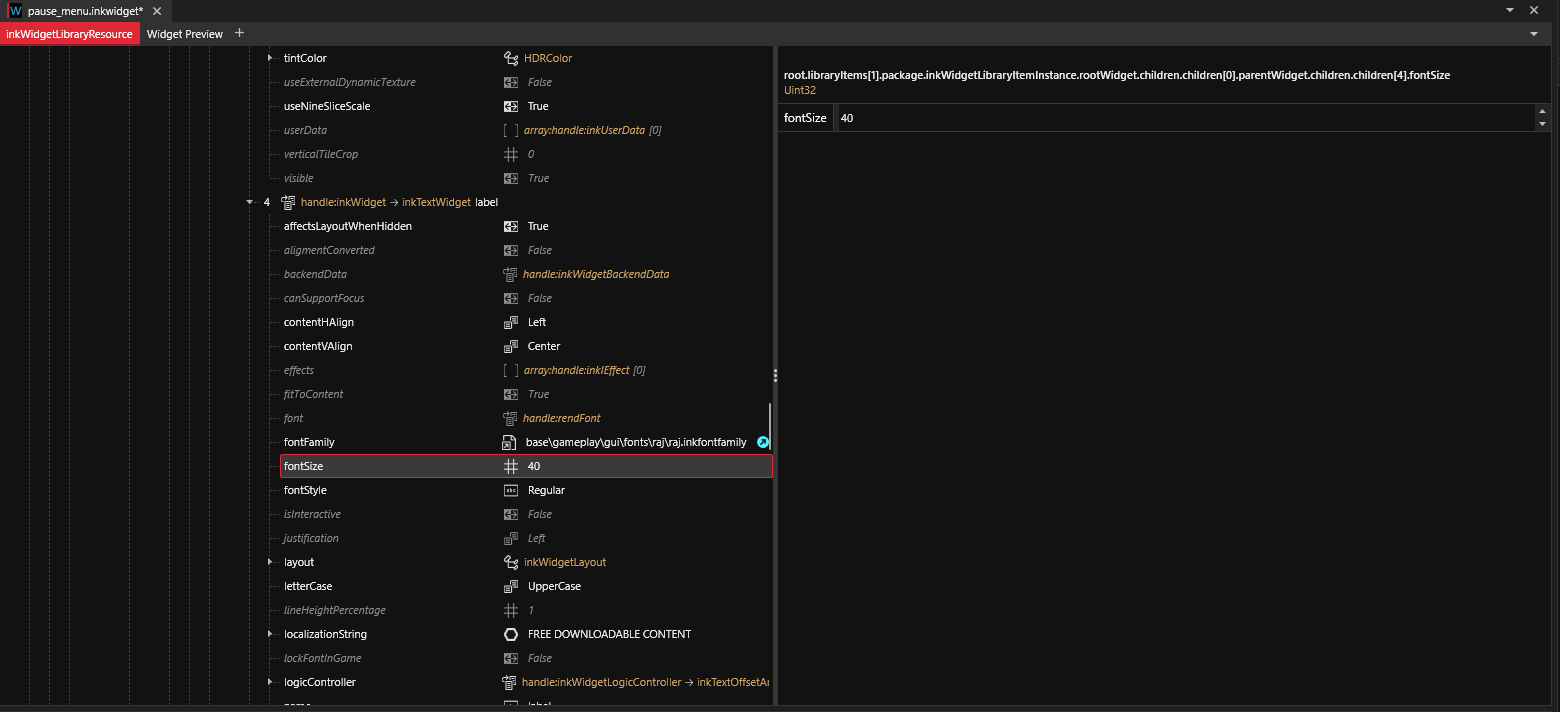 pause_menu.inkwidget*
inkWidgetLibraryResource Widget Preview +
tintColor HDRColor
useExternalDynamicTexture False
useNineSliceScale True
userData [ ] array:handle:inkUserData [0]
verticalTileCrop 0
visible True
4 handle:inkWidget → inkTextWidget label
affectsLayoutWhenHidden True
aligmentConverted False
backendData handle:inkWidgetBackendData
canSupportFocus False
contentHAlign Left
contentVAlign Center
effects [ ] array:handle:inkIEffect [0]
fitToContent True
font handle:rendFont
fontFamily base\gameplay\gui\fonts\raj\raj.inkfontfamily
fontSize 40
fontStyle abc Regular
isInteractive False
justification Left
layout inkWidgetLayout
letterCase UpperCase
lineHeightPercentage 1
localizationString FREE DOWNLOADABLE CONTENT
lockFontInGame False
logicController handle:inkWidgetLogicController → inkTextOffsetAr
root.libraryItems[1].package.inkWidgetLibraryItemInstance.rootWidget.children.children[0].parentWidget.children.children[4].fontSize
Uint32
fontSize 40